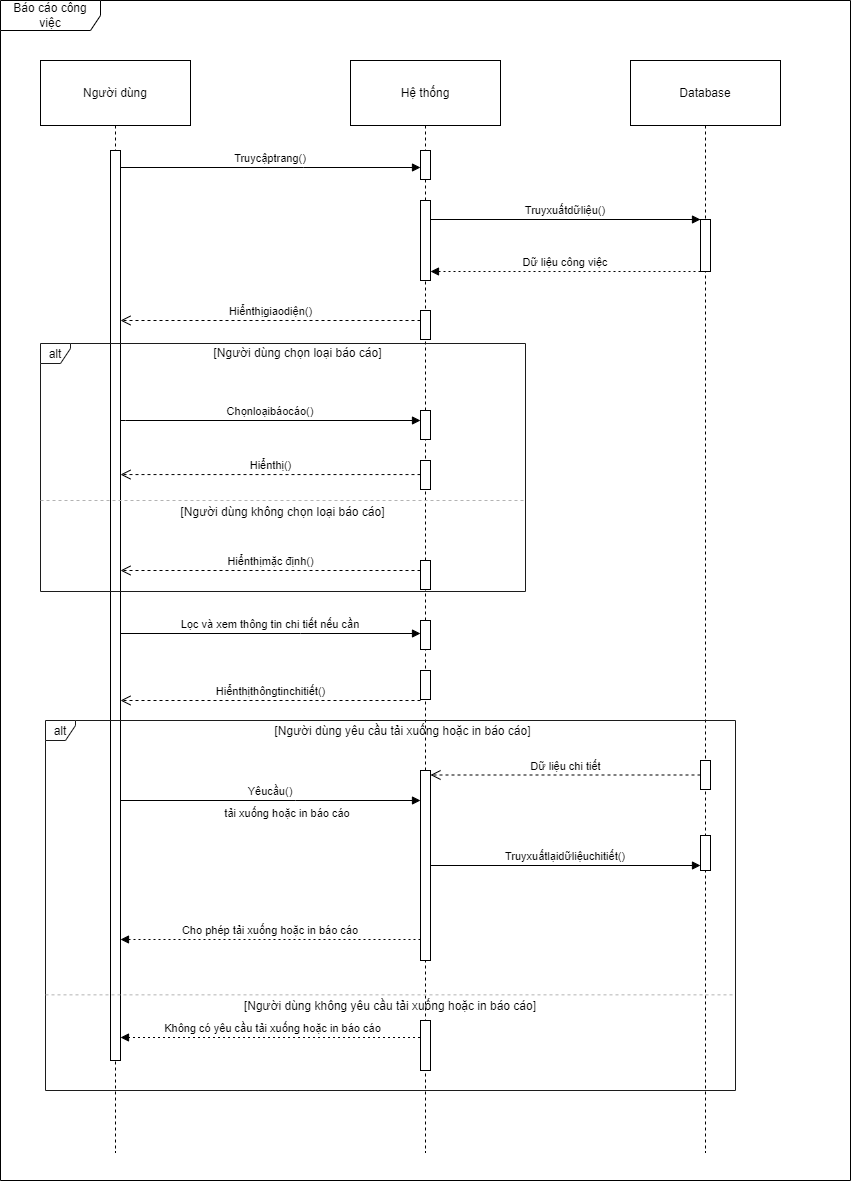 Báo cáo công
việc
Người dùng
Hệ thống
Database
Truycậptrang()
Truyxuấtdữliệu()
Dữ liệu công việc
Hiểnthịgiaodiện()
alt
[Người dùng chọn loại báo cáo]
Chọnloạibáocáo()
Hiểnthị()
[Người dùng không chọn loại báo cáo]
Hiểnthịmặc định()
Lọc và xem thông tin chi tiết nếu cần
Hiểnthịthôngtinchitiết()
alt
[Người dùng yêu cầu tải xuống hoặc in báo cáo]
Dữ liệu chi tiết
Yêucầu()
tải xuống hoặc in báo cáo
Truyxuấtlạidữliệuchitiết()
Cho phép tải xuống hoặc in báo cáo
[Người dùng không yêu cầu tải xuống hoặc in báo cáo]
Không có yêu cầu tải xuống hoặc in báo cáo